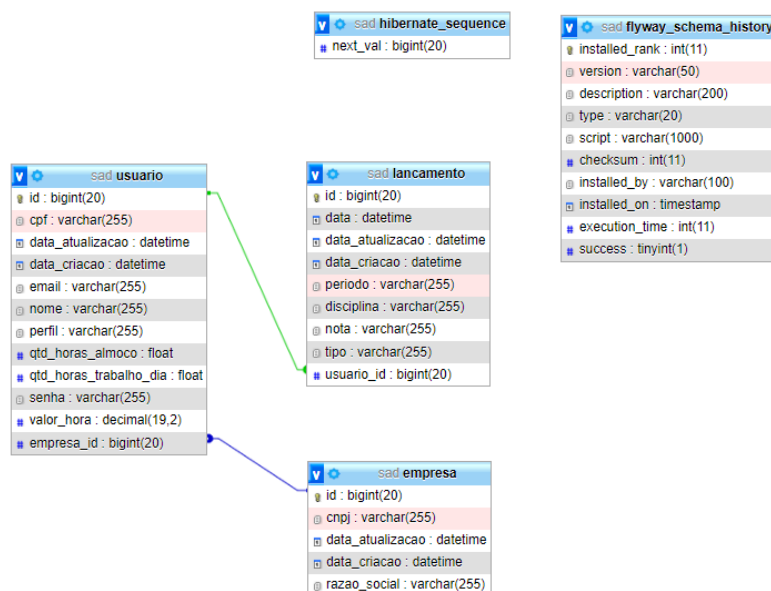 sad hibernate_sequence
next_val : bigint(20)
sad flyway_schema_history
installed_rank : int(11)
version : varchar(50)
description : varchar(200)
type : varchar(20)
script : varchar(1000)
checksum : int(11)
installed_by : varchar(100)
installed_on : timestamp
execution_time : int(11)
success : tinyint(1)
sad usuario
id : bigint(20)
cpf : varchar(255)
data_atualizacao : datetime
data_criacao : datetime
email : varchar(255)
nome : varchar(255)
perfil : varchar(255)
qtd_horas_almoco : float
qtd_horas_trabalho_dia : float
senha : varchar(255)
valor_hora : decimal(19,2)
empresa_id : bigint(20)
sad lancamento
id : bigint(20)
data : datetime
data_atualizacao : datetime
data_criacao : datetime
periodo : varchar(255)
disciplina : varchar(255)
nota : varchar(255)
tipo : varchar(255)
usuario_id : bigint(20)
sad empresa
id : bigint(20)
cnpj : varchar(255)
data_atualizacao : datetime
data_criacao : datetime
razao_social : varchar(255)